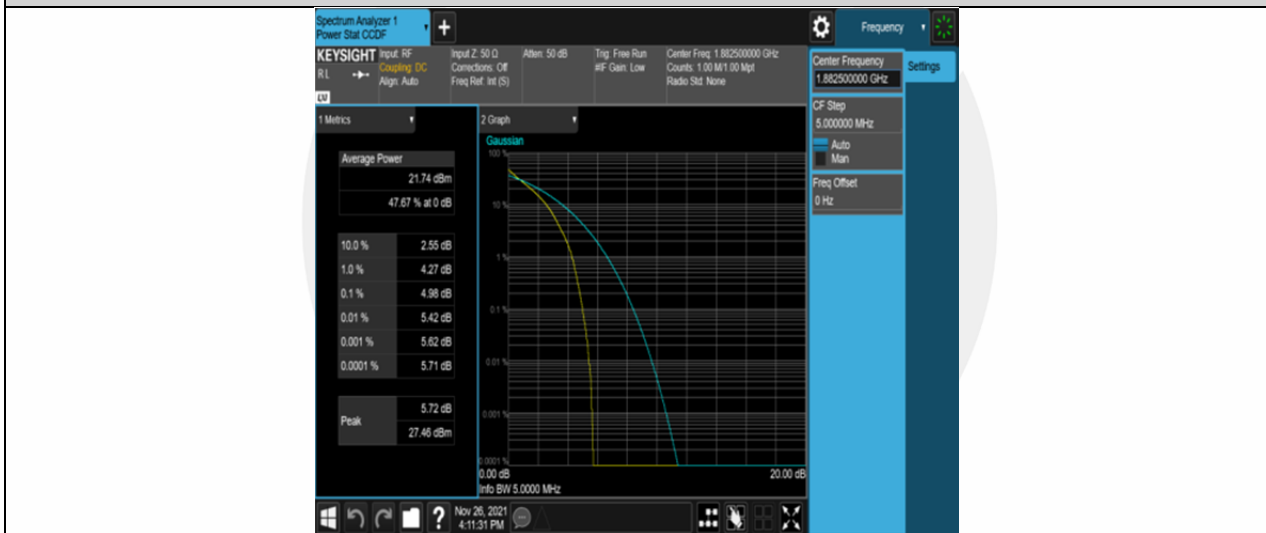 Spectrum Analyzer 1
Power Stat CCDF
+
Frequency
KEYSIGHT
Input: RF
Coupling: DC
Align: Auto
R L
LXI
Input Z: 50 Ω
Corrections: Off
Freq Ref: Int (S)
Atten: 50 dB
Trig: Free Run
#IF Gain: Low
Center Freq: 1.882500000 GHz
Counts: 1.00 M/1.00 Mpt
Radio Std: None
Center Frequency
1.882500000 GHz
Settings
CF Step
5.000000 MHz
Auto
Man
Freq Offset
0 Hz
1 Metrics
Average Power
21.74 dBm
47.67 % at 0 dB
10.0 % 2.55 dB
1.0 % 4.27 dB
0.1 % 4.98 dB
0.01 % 5.42 dB
0.001 % 5.62 dB
0.0001 % 5.71 dB
Peak
5.72 dB
27.46 dBm
2 Graph
Gaussian
100 %
10 %
1 %
0.1 %
0.01 %
0.001 %
0.0001 %
0.00 dB 20.00 dB
Info BW 5.0000 MHz
?
Nov 26, 2021
4:11:31 PM